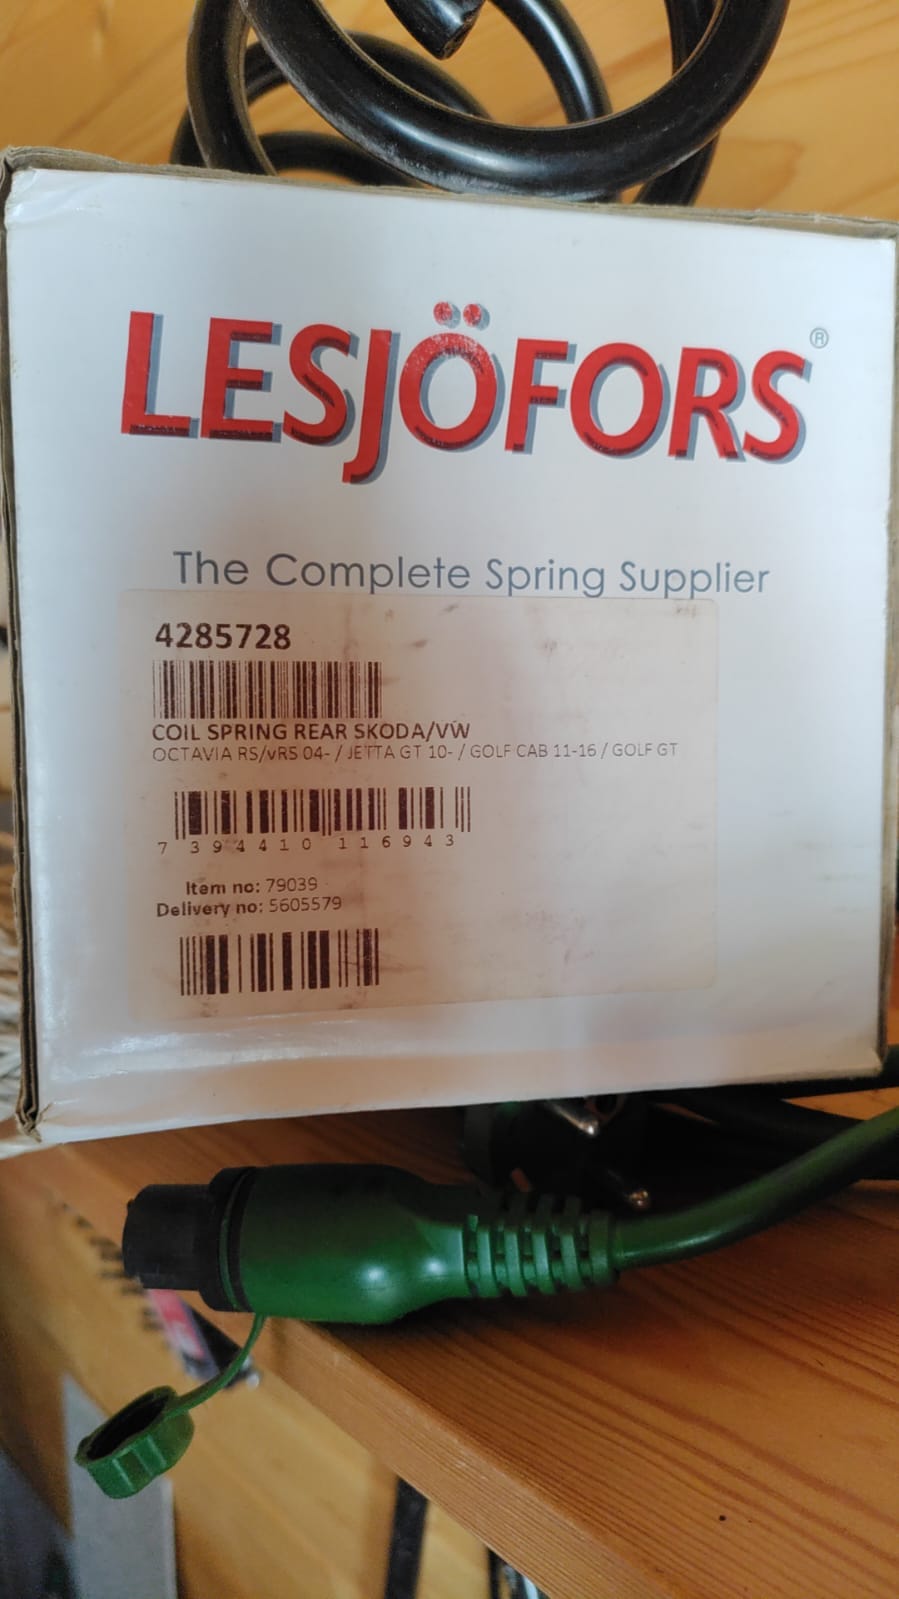 LESJÖFORS®
The Complete Spring Supplier
4285728
COIL SPRING REAR SKODA/VW
OCTAVIA RS/vRS 04- / JETTA GT 10- / GOLF CAB 11-16 / GOLF GT
7 394410 116943
Item no: 79039
Delivery no: 5605579